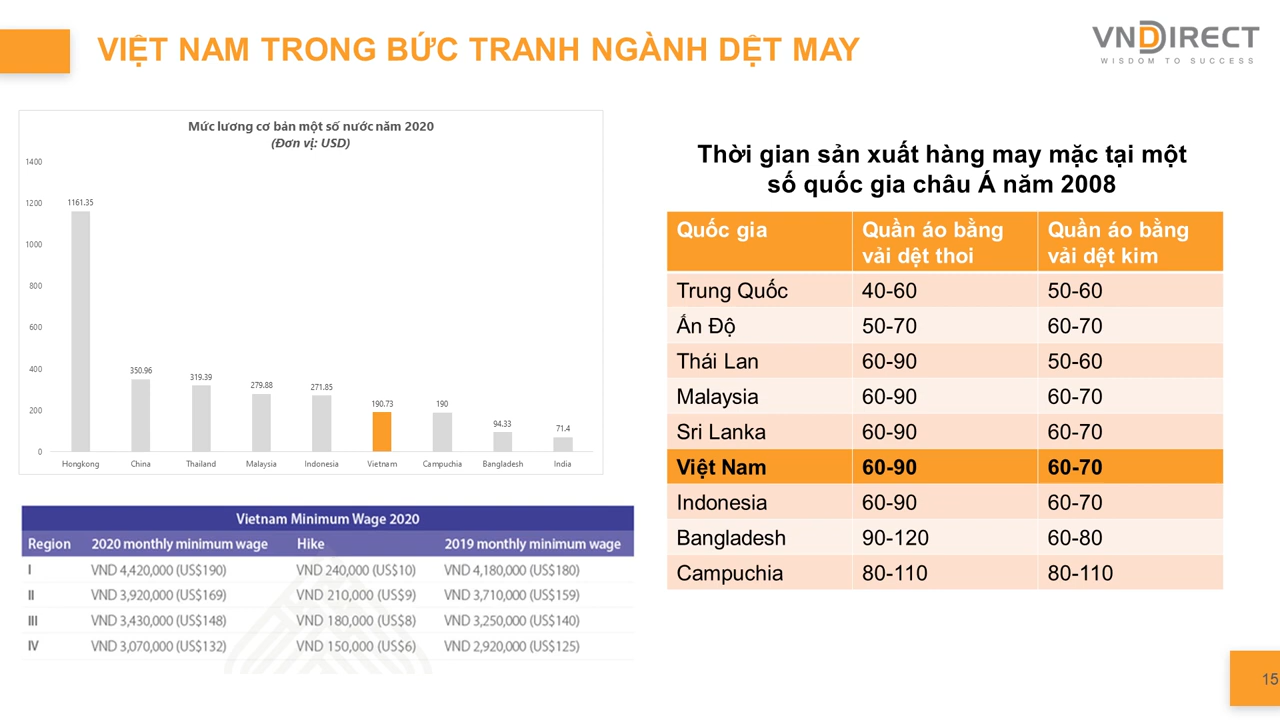 VIỆT NAM TRONG BỨC TRANH NGÀNH DỆT MAY
VNDIRECT
WISDOM TO SUCCESS
Mức lương cơ bản một số nước năm 2020
(Đơn vị: USD)
1400
1200
1000
800
600
400
200
0
1161.35
350.96
319.39
279.88
271.85
190.73
190
94.33
71.4
Hongkong China Thailand Malaysia Indonesia Vietnam Campuchia Bangladesh India
Vietnam Minimum Wage 2020
Region 2020 monthly minimum wage Hike 2019 monthly minimum wage
I VND 4,420,000 (US$190) VND 240,000 (US$10) VND 4,180,000 (US$180)
II VND 3,920,000 (US$169) VND 210,000 (US$9) VND 3,710,000 (US$159)
III VND 3,430,000 (US$148) VND 180,000 (US$8) VND 3,250,000 (US$140)
IV VND 3,070,000 (US$132) VND 150,000 (US$6) VND 2,920,000 (US$125)
Thời gian sản xuất hàng may mặc tại một
số quốc gia châu Á năm 2008
Quốc gia Quần áo bằng vải dệt thoi Quần áo bằng vải dệt kim
Trung Quốc 40-60 50-60
Ấn Độ 50-70 60-70
Thái Lan 60-90 50-60
Malaysia 60-90 60-70
Sri Lanka 60-90 60-70
Việt Nam 60-90 60-70
Indonesia 60-90 60-70
Bangladesh 90-120 60-80
Campuchia 80-110 80-110
15